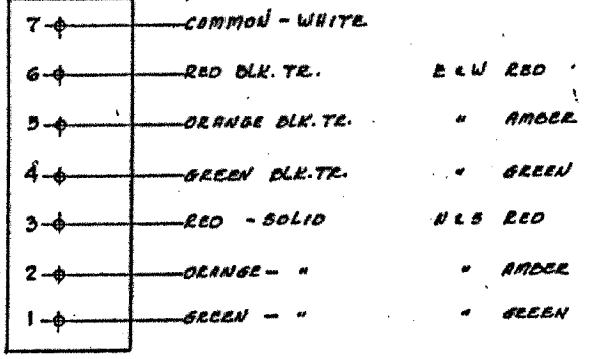 7 COMMON - WHITE
6 RED BLK. TR. E & W RED
5 ORANGE BLK. TR. " AMBER
4 GREEN BLK. TR. " GREEN
3 RED - SOLID N & S RED
2 ORANGE - " " AMBER
1 GREEN - " " GREEN